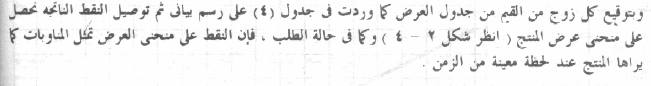 وبتوقيع كل زوج من القيم من جدول العرض كما وردت فى جدول (٤) على رسم بيانى ثم توصيل النقط الناتجه نحصل
على منحنى عرض المنتج ( انظر شكل ٢ – ٤ ) وكما فى حالة الطلب ، فإن النقط على منحنى العرض تمثل المناوبات كما
يراها المنتج عند لحظة معينة من الزمن .